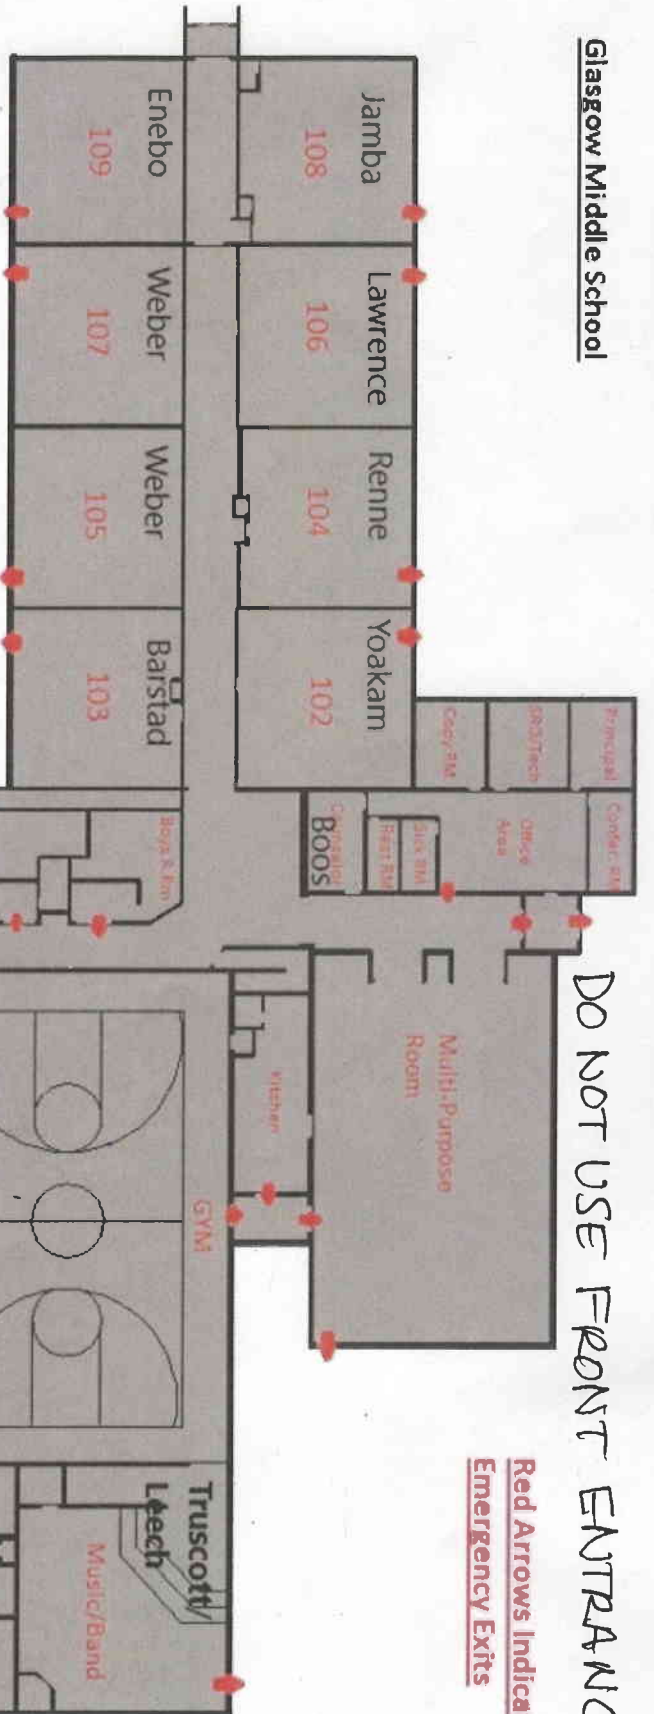 Glasgow Middle School
DO NOT USE FRONT ENTRANC
Red Arrows Indica
Emergency Exits
Principal
Confer. RM
SRO/Tech
Office
Area
Copy RM
Sick RM
Rest RM
Counselor
Boos
Jamba
108
Lawrence
106
Renne
104
Yoakam
102
Enebo
109
Weber
107
Weber
105
Barstad
103
Boys R.Rm
Multi-Purpose
Room
Kitchen
GYM
Truscott/
Leech
Music/Band